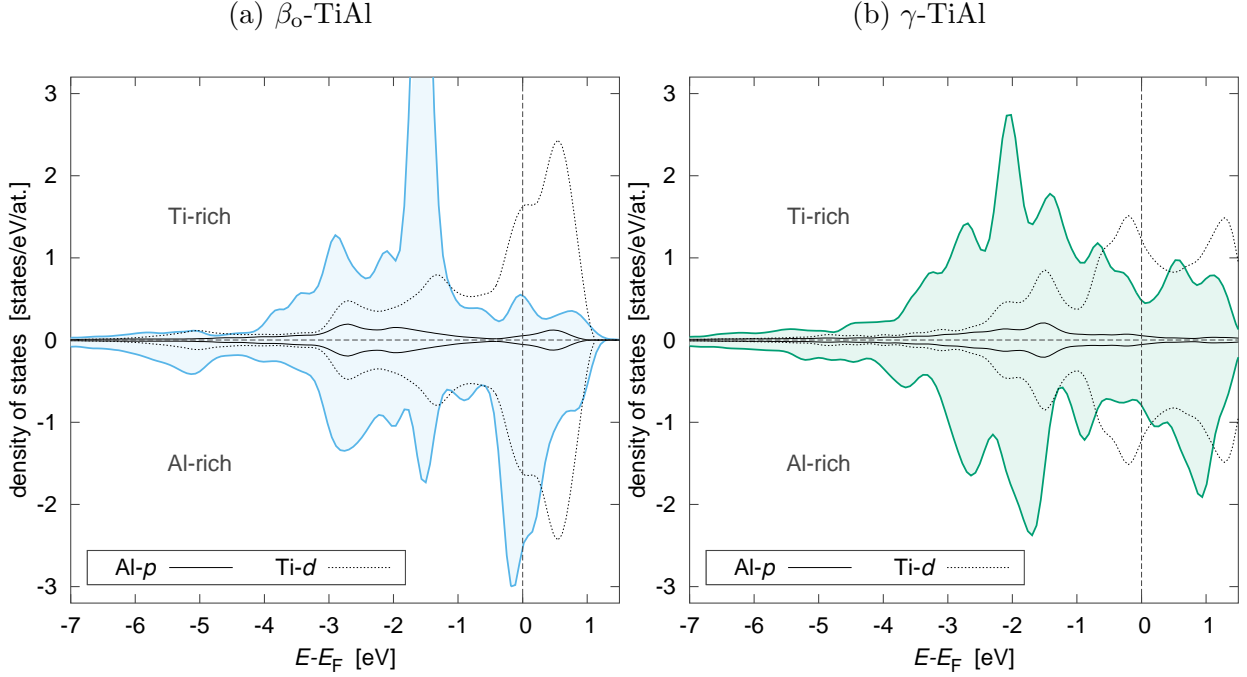 (a) βo-TiAl
(b) γ-TiAl
density of states [states/eV/at.]
3
2
1
0
-1
-2
-3
Ti-rich
Al-rich
Al-p
Ti-d
-7 -6 -5 -4 -3 -2 -1 0 1
E-EF [eV]
density of states [states/eV/at.]
3
2
1
0
-1
-2
-3
Ti-rich
Al-rich
Al-p
Ti-d
-7 -6 -5 -4 -3 -2 -1 0 1
E-EF [eV]